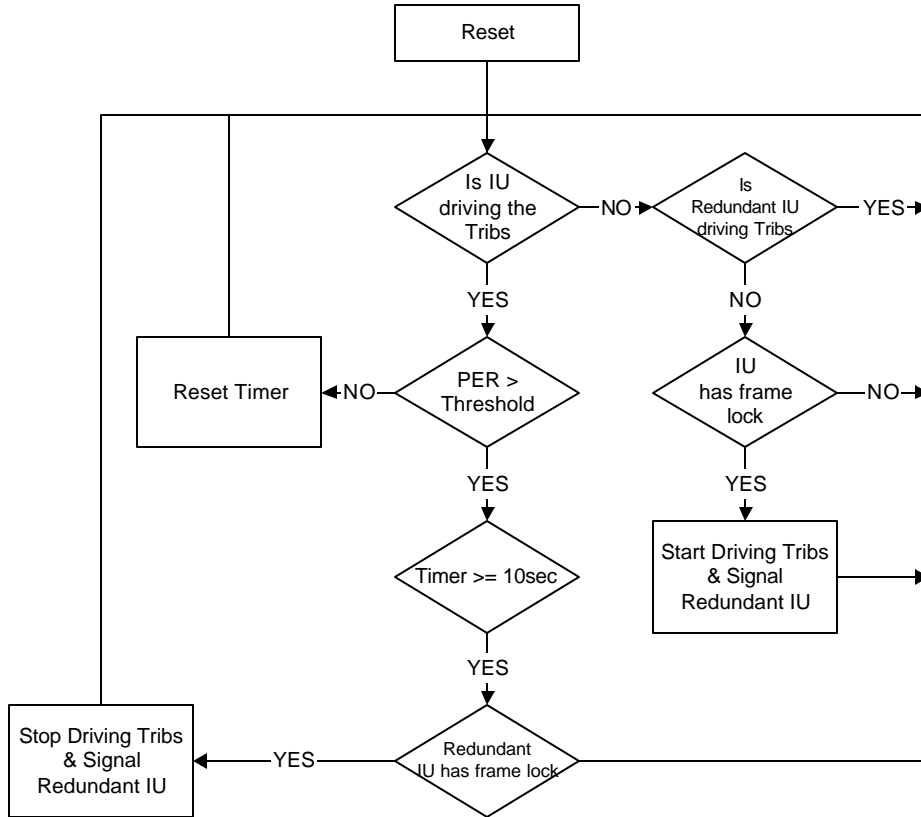 Reset
Is IU
driving the
Tribs
NO
Is
Redundant IU
driving Tribs
YES
YES
NO
Reset Timer
NO
PER >
Threshold
IU
has frame
lock
NO
YES
YES
Timer >= 10sec
Start Driving Tribs
& Signal
Redundant IU
YES
Stop Driving Tribs
& Signal
Redundant IU
YES
Redundant
IU has frame lock